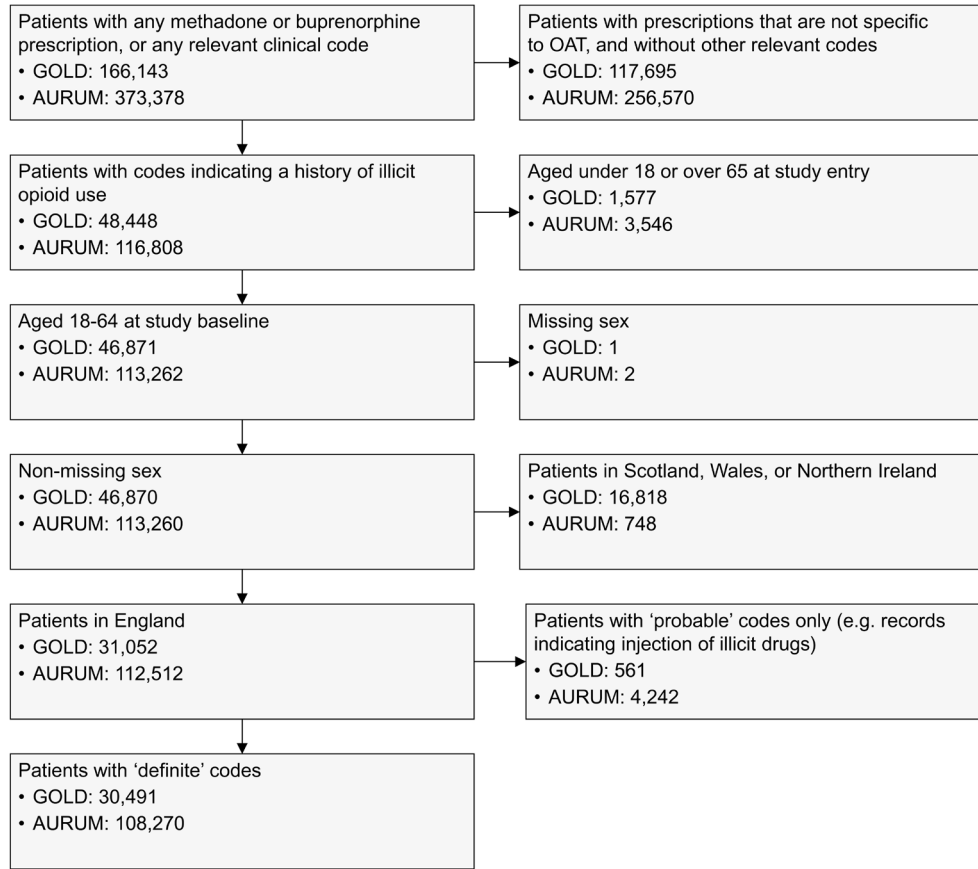 Patients with any methadone or buprenorphine
prescription, or any relevant clinical code
• GOLD: 166,143
• AURUM: 373,378
Patients with prescriptions that are not specific
to OAT, and without other relevant codes
• GOLD: 117,695
• AURUM: 256,570
Patients with codes indicating a history of illicit
opioid use
• GOLD: 48,448
• AURUM: 116,808
Aged under 18 or over 65 at study entry
• GOLD: 1,577
• AURUM: 3,546
Aged 18-64 at study baseline
• GOLD: 46,871
• AURUM: 113,262
Missing sex
• GOLD: 1
• AURUM: 2
Non-missing sex
• GOLD: 46,870
• AURUM: 113,260
Patients in Scotland, Wales, or Northern Ireland
• GOLD: 16,818
• AURUM: 748
Patients in England
• GOLD: 31,052
• AURUM: 112,512
Patients with ‘probable’ codes only (e.g. records
indicating injection of illicit drugs)
• GOLD: 561
• AURUM: 4,242
Patients with ‘definite’ codes
• GOLD: 30,491
• AURUM: 108,270